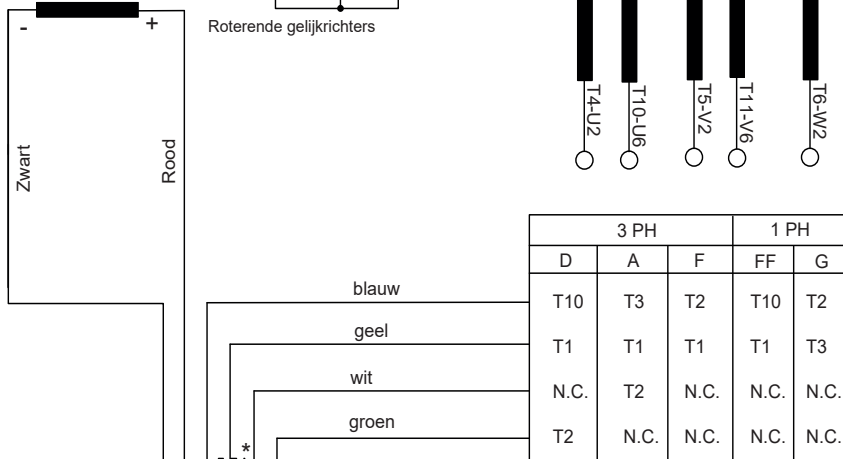 - +
Roterende gelijkrichters
Zwart
Rood
T4-U2
T10-U6
T5-V2
T11-V6
T6-W2
3 PH 1 PH
D A F FF G
blauw T10 T3 T2 T10 T2
geel T1 T1 T1 T1 T3
wit N.C. T2 N.C. N.C. N.C.
groen T2 N.C. N.C. N.C. N.C.
*